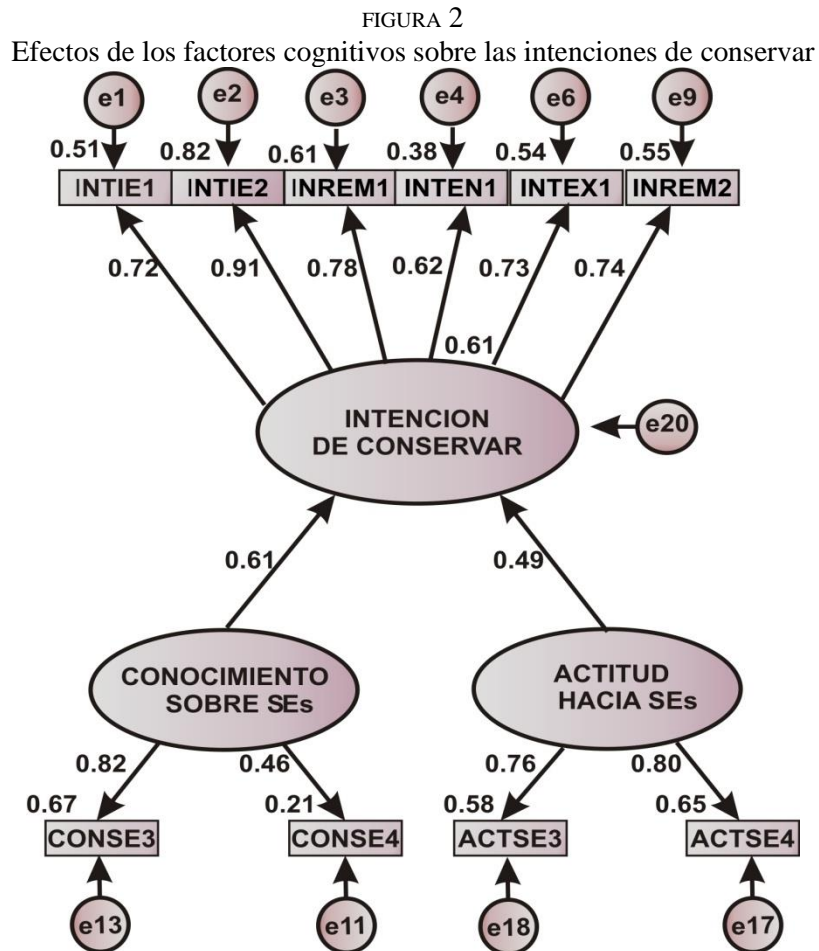 FIGURA 2
Efectos de los factores cognitivos sobre las intenciones de conservar
e1 e2 e3 e4 e6 e9
0.51 0.82 0.61 0.38 0.54 0.55
INTIE1 INTIE2 INREM1 INTEN1 INTEX1 INREM2
0.72 0.91 0.78 0.62 0.73 0.74
0.61
INTENCION
DE CONSERVAR
e20
0.61 0.49
CONOCIMIENTO
SOBRE SEs
ACTITUD
HACIA SEs
0.82 0.46 0.76 0.80
0.67 0.21 0.58 0.65
CONSE3 CONSE4 ACTSE3 ACTSE4
e13 e11 e18 e17